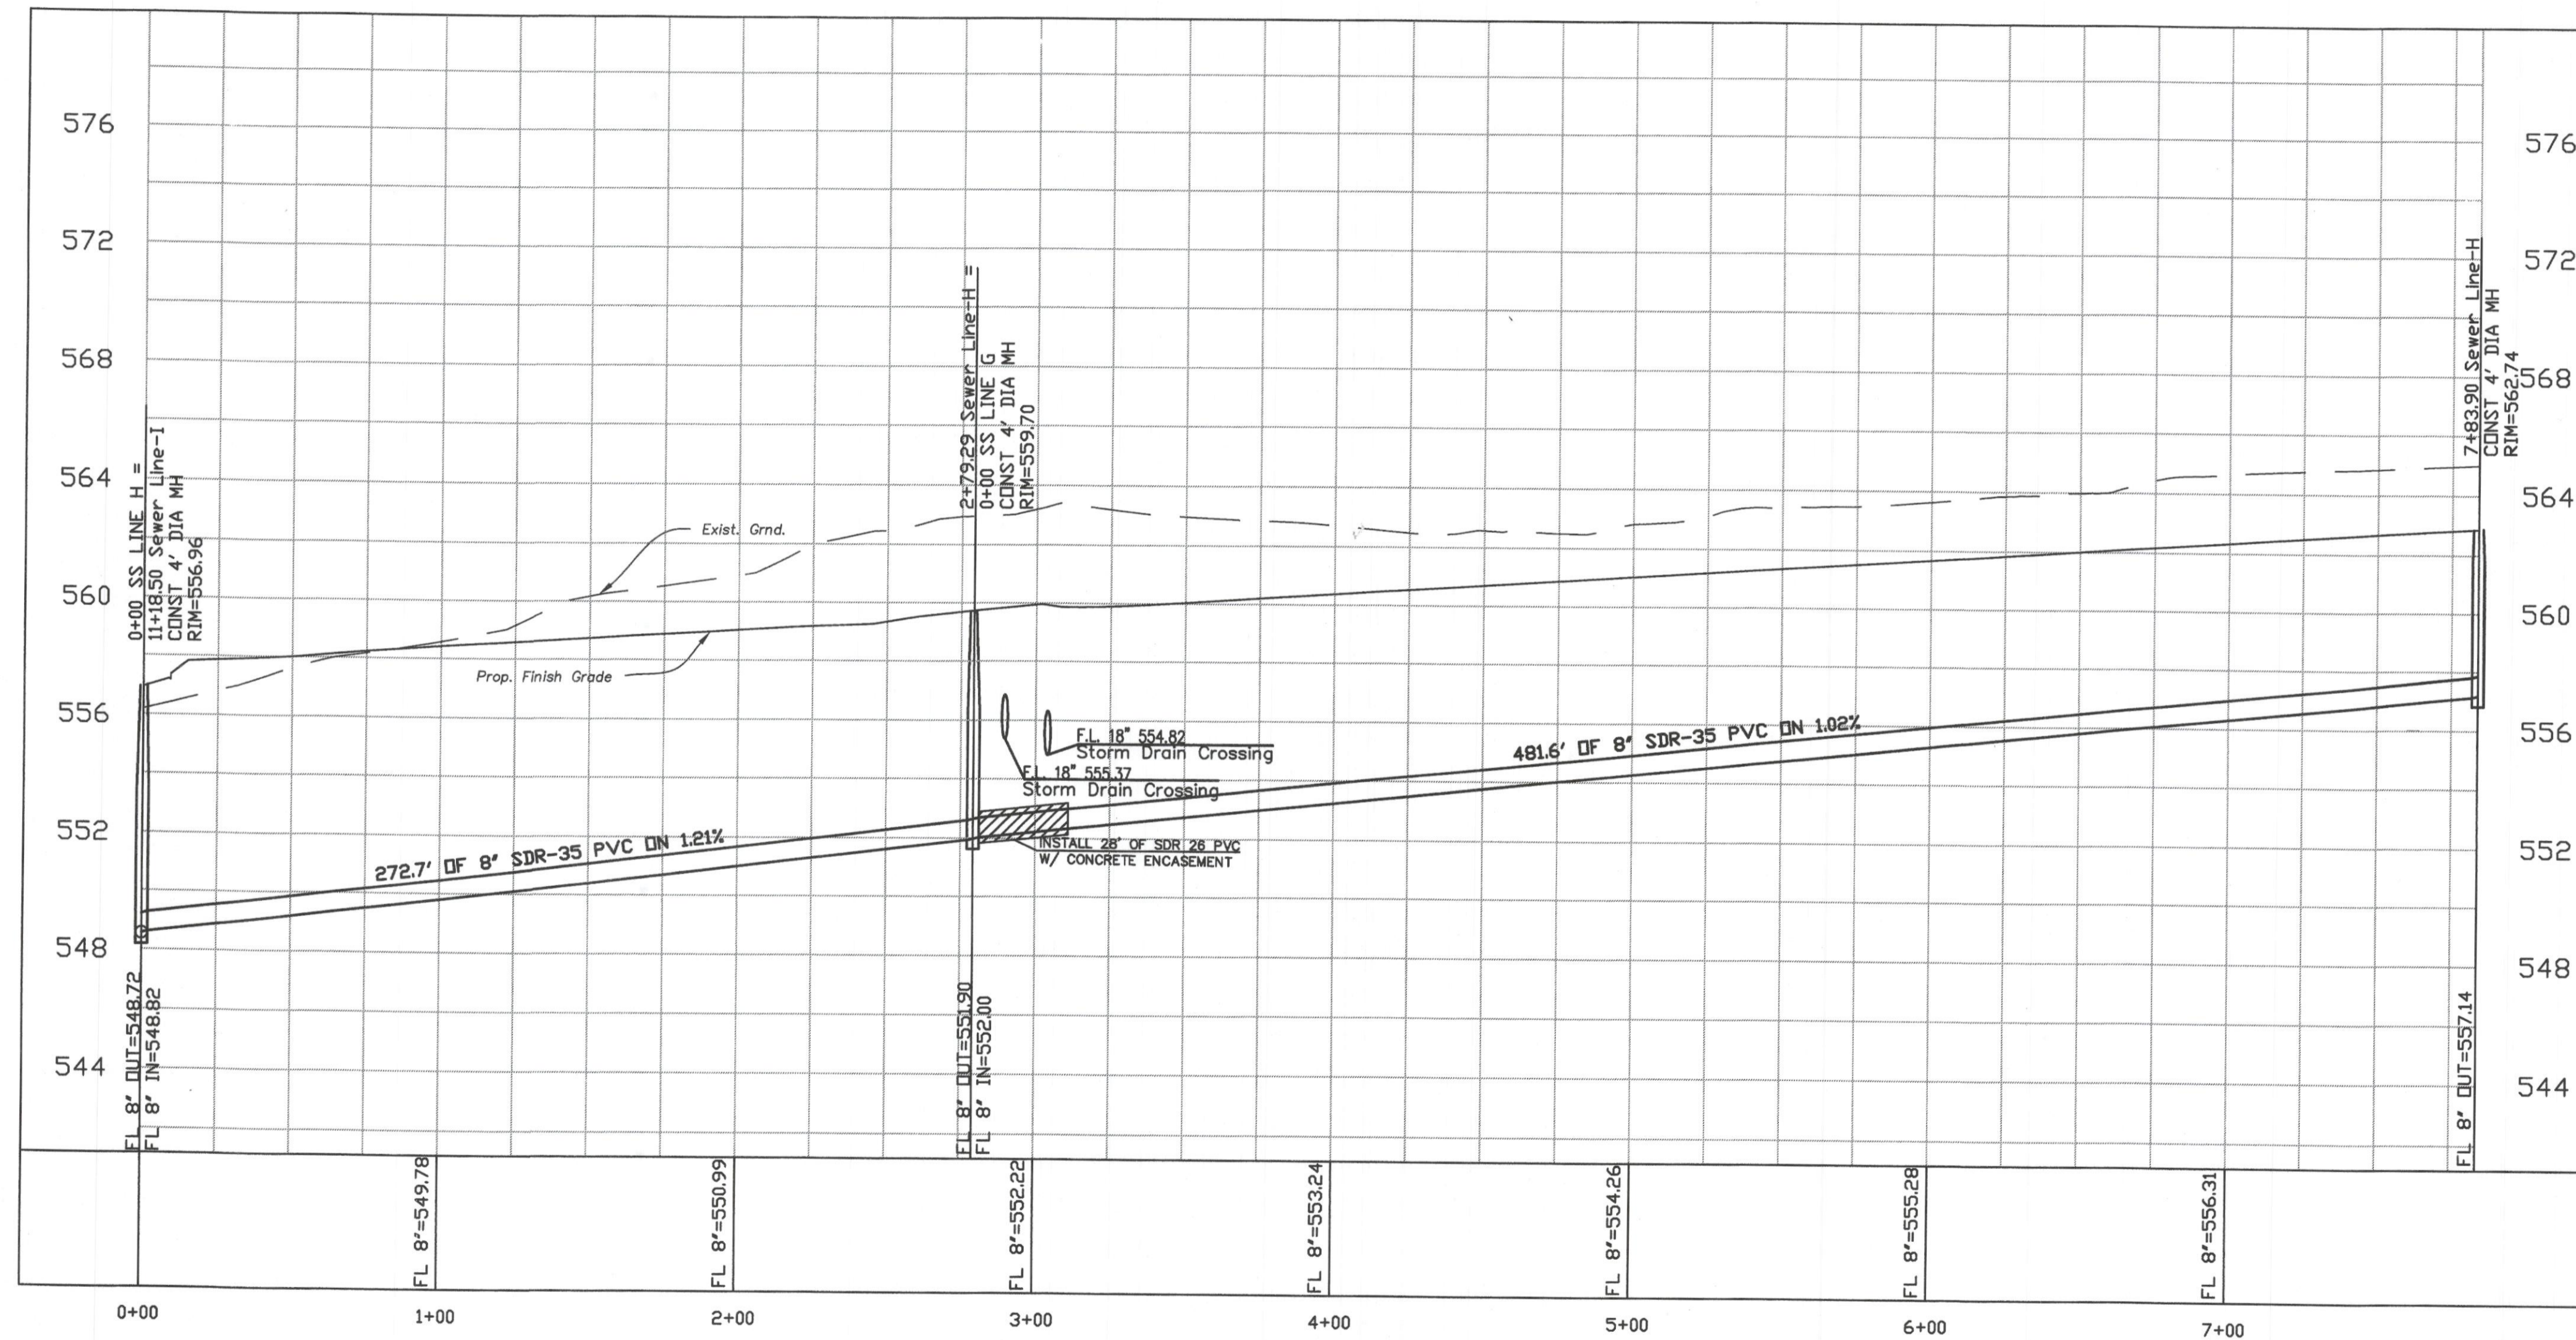 576
572
568
564
560
556
552
548
544
0+00 SS LINE H =
11+18.50 Sewer Line-I
CONST 4' DIA MH
RIM=556.96
2+79.29 Sewer Line-H =
0+00 SS LINE G
CONST 4' DIA MH
RIM=559.70
7+83.90 Sewer Line-H
CONST 4' DIA MH
RIM=562.74
576
572
568
564
560
556
552
548
544
Exist. Grnd.
Prop. Finish Grade
F.L. 18" 554.82
Storm Drain Crossing
F.L. 18" 555.37
Storm Drain Crossing
481.6' OF 8" SDR-35 PVC ON 1.02%
272.7' OF 8" SDR-35 PVC ON 1.21%
INSTALL 28' OF SDR 26 PVC
W/ CONCRETE ENCASEMENT
FL 8" OUT=548.72
FL 8" IN=548.82
FL 8" OUT=551.90
FL 8" IN=552.00
FL 8" OUT=557.14
FL 8"=549.78
FL 8"=550.99
FL 8"=552.22
FL 8"=553.24
FL 8"=554.26
FL 8"=555.28
FL 8"=556.31
0+00
1+00
2+00
3+00
4+00
5+00
6+00
7+00